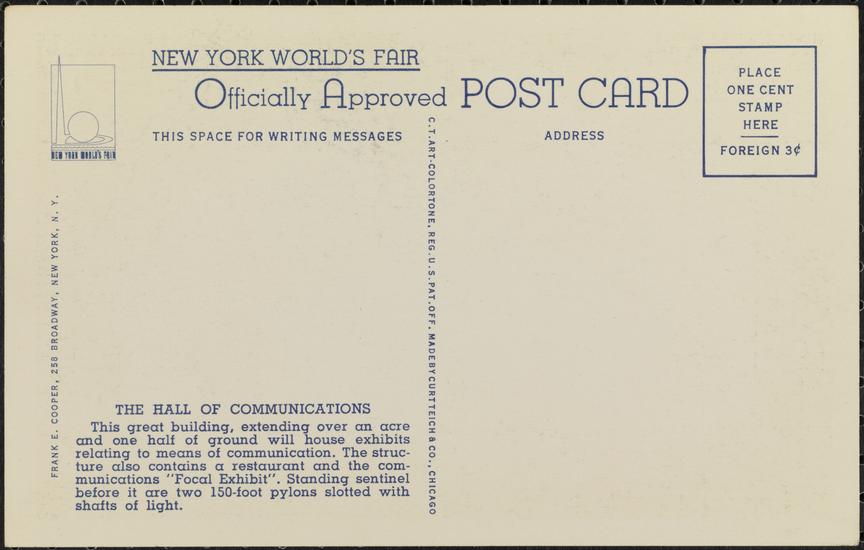 NEW YORK WORLD'S FAIR
Officially Approved POST CARD
PLACE
ONE CENT
STAMP
HERE
FOREIGN 3¢
THIS SPACE FOR WRITING MESSAGES
ADDRESS
NEW YORK WORLD'S FAIR
FRANK E. COOPER, 258 BROADWAY, NEW YORK, N. Y.
C.T.ART-COLORTONE, REG.U.S.PAT.OFF. MADE BY CURT TEICH & CO., CHICAGO
THE HALL OF COMMUNICATIONS
This great building, extending over an acre
and one half of ground will house exhibits
relating to means of communication. The struc-
ture also contains a restaurant and the com-
munications "Focal Exhibit". Standing sentinel
before it are two 150-foot pylons slotted with
shafts of light.